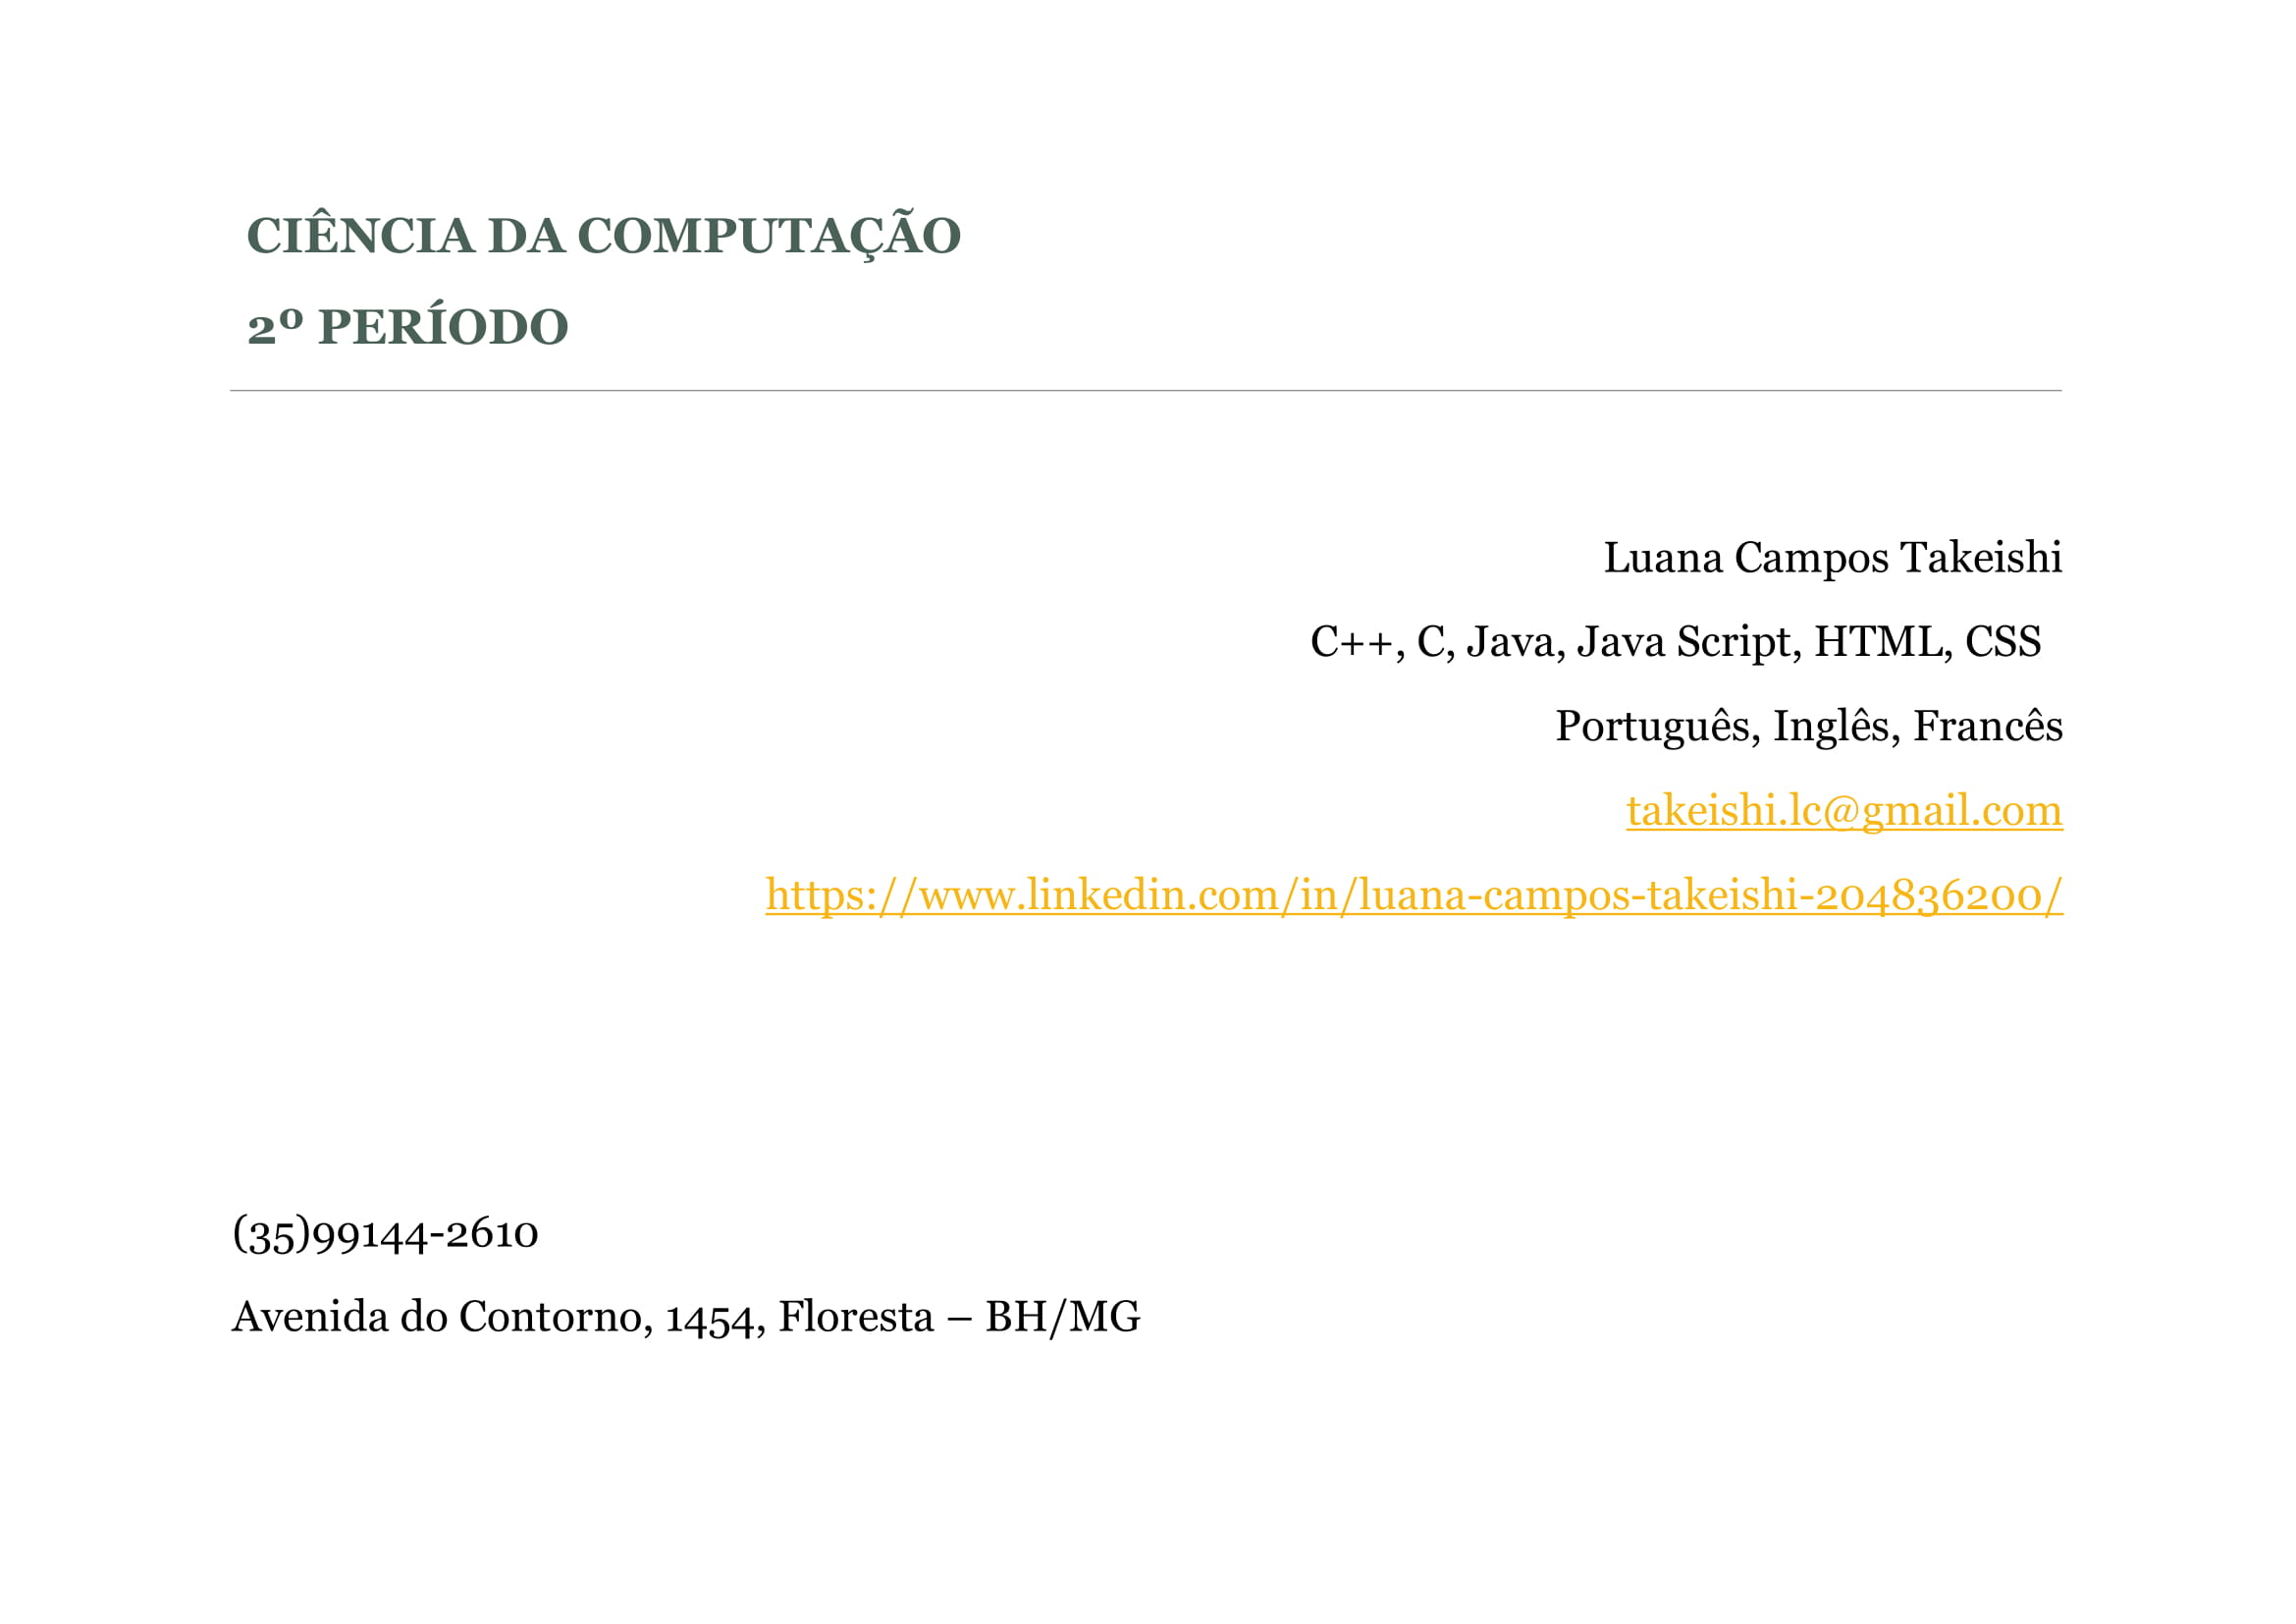 CIÊNCIA DA COMPUTAÇÃO
2º PERÍODO
Luana Campos Takeishi
C++, C, Java, Java Script, HTML, CSS
Português, Inglês, Francês
takeishi.lc@gmail.com
https://www.linkedin.com/in/luana-campos-takeishi-204836200/
(35)99144-2610
Avenida do Contorno, 1454, Floresta – BH/MG